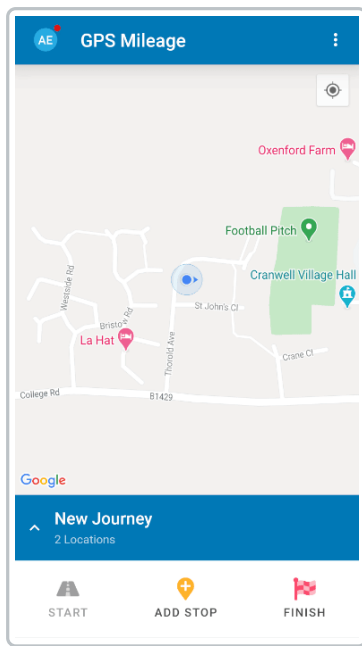 AE
GPS Mileage
Oxenford Farm
Football Pitch
Cranwell Village Hall
Westside Rd
St John's Cl
Bristow Rd
La Hat
Thorold Ave
Crane Cl
College Rd
B1429
Google
New Journey
2 Locations
START
ADD STOP
FINISH